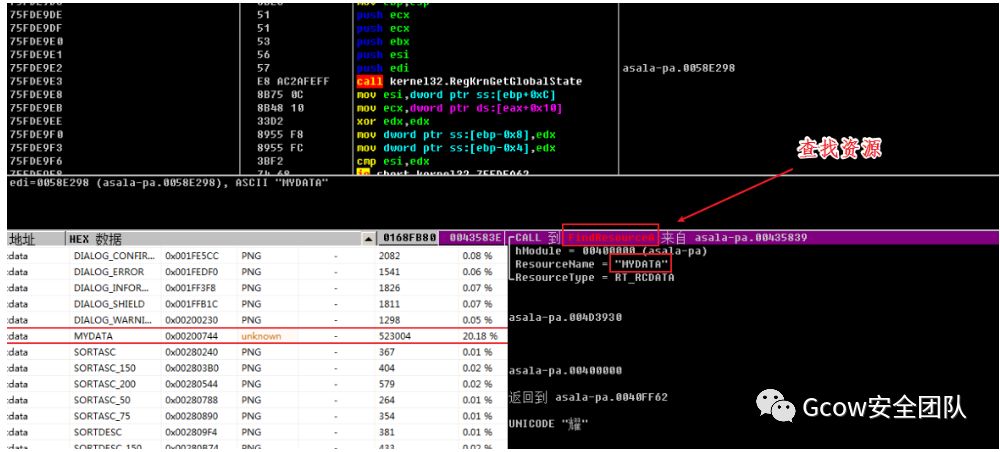 75FDE9DE 51 push ecx
75FDE9DF 51 push ecx
75FDE9E0 53 push ebx
75FDE9E1 56 push esi
75FDE9E2 57 push edi asala-pa.0058E298
75FDE9E3 E8 AC2AFEFF call kernel32.RegKrnGetGlobalState
75FDE9E8 8B75 0C mov esi,dword ptr ss:[ebp+0xC]
75FDE9EB 8B48 10 mov ecx,dword ptr ds:[eax+0x10]
75FDE9EE 33D2 xor edx,edx
75FDE9F0 8955 F8 mov dword ptr ss:[ebp-0x8],edx
75FDE9F3 8955 FC mov dword ptr ss:[ebp-0x4],edx
75FDE9F6 3BF2 cmp esi,edx
查找资源
edi=0058E298 (asala-pa.0058E298), ASCII "MYDATA"
地址 HEX 数据 0168FB80 0043583E CALL 到 FindResourceA 来自 asala-pa.00435839
hModule = 00400000 (asala-pa)
ResourceName = "MYDATA"
ResourceType = RT_RCDATA
asala-pa.004D3930
asala-pa.00400000
返回到 asala-pa.0040FF62
UNICODE "耀"
:data DIALOG_CONFIR... 0x001FE5CC PNG - 2082 0.08 %
:data DIALOG_ERROR 0x001FEDF0 PNG - 1541 0.06 %
:data DIALOG_INFOR... 0x001FF3F8 PNG - 1826 0.07 %
:data DIALOG_SHIELD 0x001FFB1C PNG - 1811 0.07 %
:data DIALOG_WARNI... 0x00200230 PNG - 1298 0.05 %
:data MYDATA 0x00200744 unknown - 523004 20.18 %
:data SORTASC 0x00280240 PNG - 367 0.01 %
:data SORTASC_150 0x002803B0 PNG - 404 0.02 %
:data SORTASC_200 0x00280544 PNG - 579 0.02 %
:data SORTASC_50 0x00280788 PNG - 264 0.01 %
:data SORTASC_75 0x00280890 PNG - 354 0.01 %
:data SORTDESC 0x002809F4 PNG - 381 0.01 %
:data SORTDESC_150 0x00280B74 PNG - 433 0.02 %
Gcow安全团队